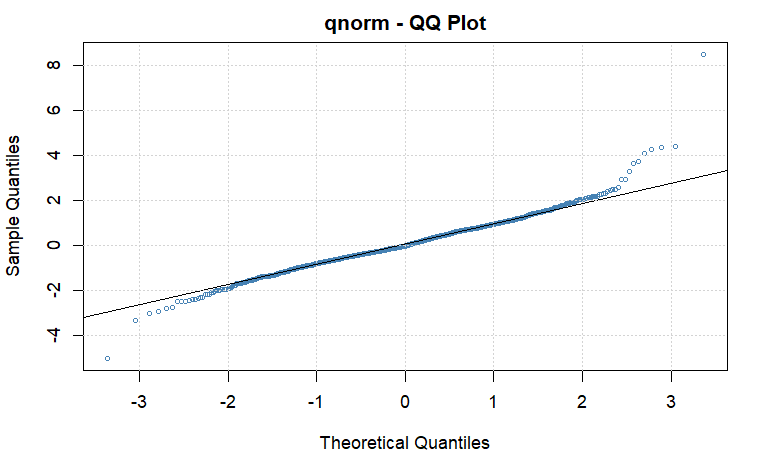 qnorm - QQ Plot
Sample Quantiles
8
6
4
2
0
-2
-4
-3 -2 -1 0 1 2 3
Theoretical Quantiles